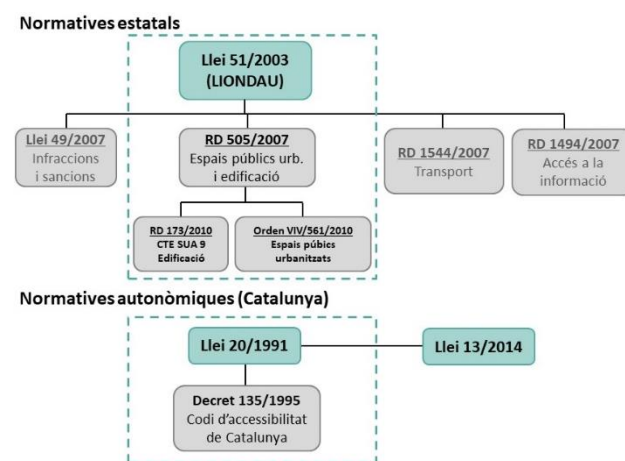 Normatives estatals
Llei 51/2003
(LIONDAU)
Llei 49/2007
Infraccions
i sancions
RD 505/2007
Espais públics urb.
i edificació
RD 1544/2007
Transport
RD 1494/2007
Accés a la
informació
RD 173/2010
CTE SUA 9
Edificació
Orden VIV/561/2010
Espais púbics
urbanitzats
Normatives autonòmiques (Catalunya)
Llei 20/1991
Llei 13/2014
Decret 135/1995
Codi d'accessibilitat
de Catalunya